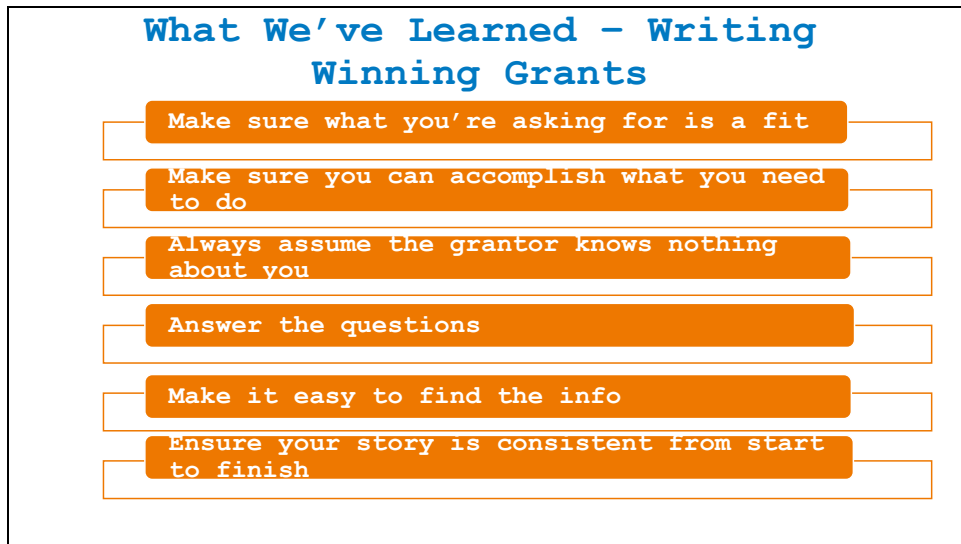 What We’ve Learned – Writing
Winning Grants
Make sure what you’re asking for is a fit
Make sure you can accomplish what you need
to do
Always assume the grantor knows nothing
about you
Answer the questions
Make it easy to find the info
Ensure your story is consistent from start
to finish